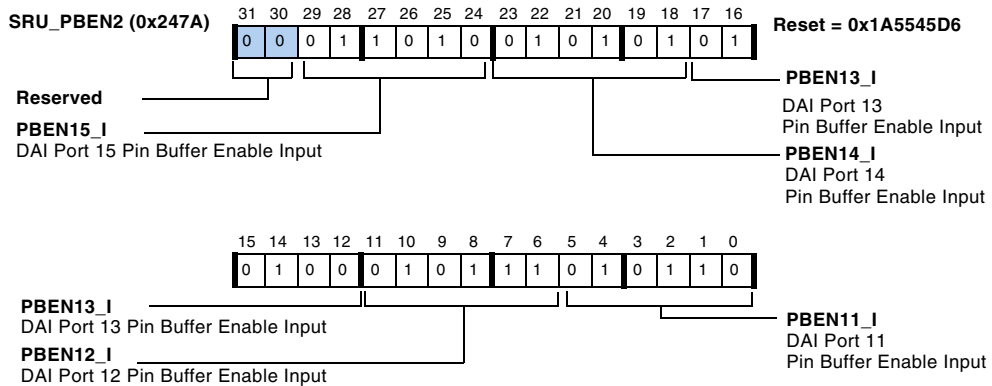 SRU_PBEN2 (0x247A)
31 30 29 28 27 26 25 24 23 22 21 20 19 18 17 16
Reset = 0x1A5545D6
0 0 0 1 1 0 1 0 0 1 0 1 0 1 0 1
Reserved
PBEN15_I
DAI Port 15 Pin Buffer Enable Input
PBEN13_I
DAI Port 13
Pin Buffer Enable Input
PBEN14_I
DAI Port 14
Pin Buffer Enable Input
15 14 13 12 11 10 9 8 7 6 5 4 3 2 1 0
0 1 0 0 0 1 0 1 1 1 0 1 0 1 1 0
PBEN13_I
DAI Port 13 Pin Buffer Enable Input
PBEN12_I
DAI Port 12 Pin Buffer Enable Input
PBEN11_I
DAI Port 11
Pin Buffer Enable Input